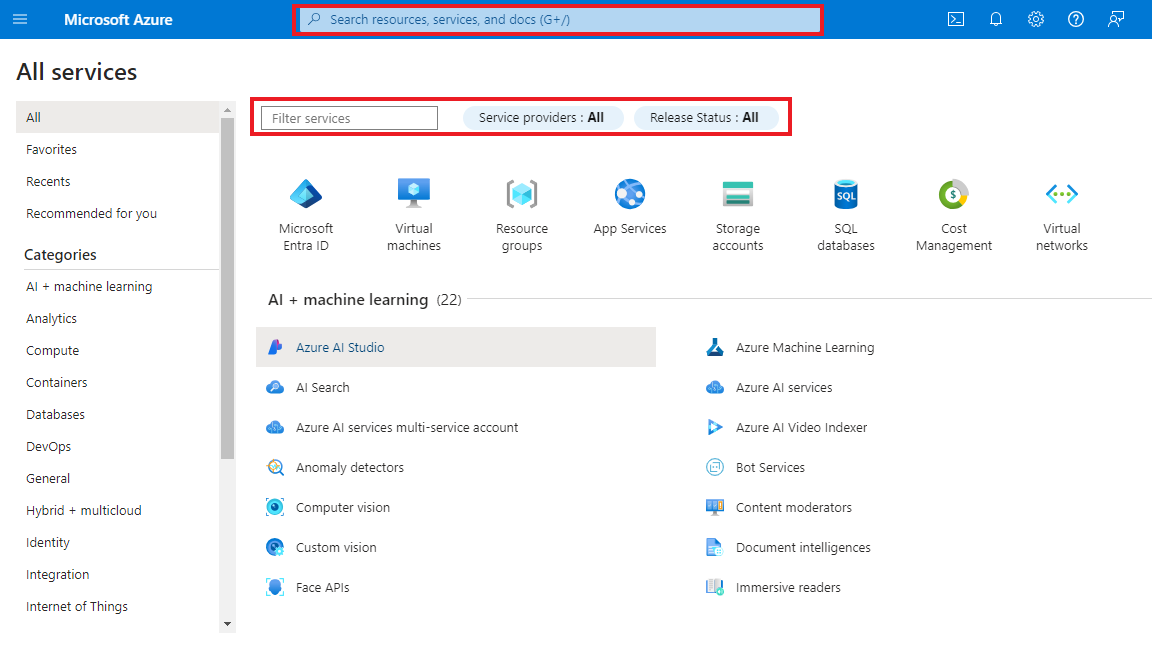 Microsoft Azure
Search resources, services, and docs (G+/)
All services
All
Favorites
Recents
Recommended for you
Categories
AI + machine learning
Analytics
Compute
Containers
Databases
DevOps
General
Hybrid + multicloud
Identity
Integration
Internet of Things
Filter services
Service providers : All
Release Status : All
Microsoft
Entra ID
Virtual
machines
Resource
groups
App Services
Storage
accounts
SQL
SQL
databases
Cost
Management
Virtual
networks
AI + machine learning (22)
Azure AI Studio
Azure Machine Learning
AI Search
Azure AI services
Azure AI services multi-service account
Azure AI Video Indexer
Anomaly detectors
Bot Services
Computer vision
Content moderators
Custom vision
Document intelligences
Face APIs
Immersive readers